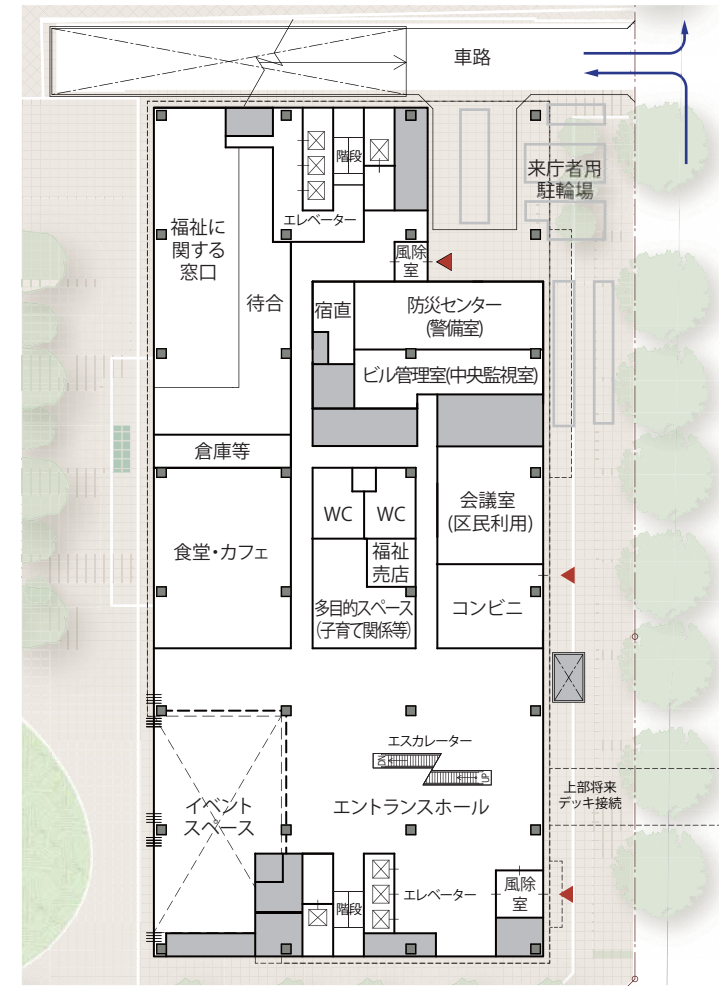 車路
来庁者用
駐輪場
階段
エレベーター
福祉に
関する
窓口
風除
室
待合
宿直
防災センター
(警備室)
ビル管理室(中央監視室)
倉庫等
WC
WC
会議室
(区民利用)
食堂・カフェ
福祉
売店
多目的スペース
(子育て関係等)
コンビニ
エスカレーター
DN
UP
上部将来
デッキ接続
イベント
スペース
エントランスホール
階段
エレベーター
風除
室